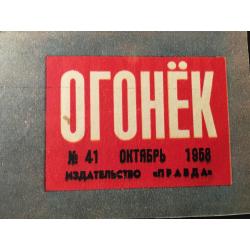 ОГОНЁК
№ 41 ОКТЯБРЬ 1958
ИЗДАТЕЛЬСТВО «ПРАВДА»